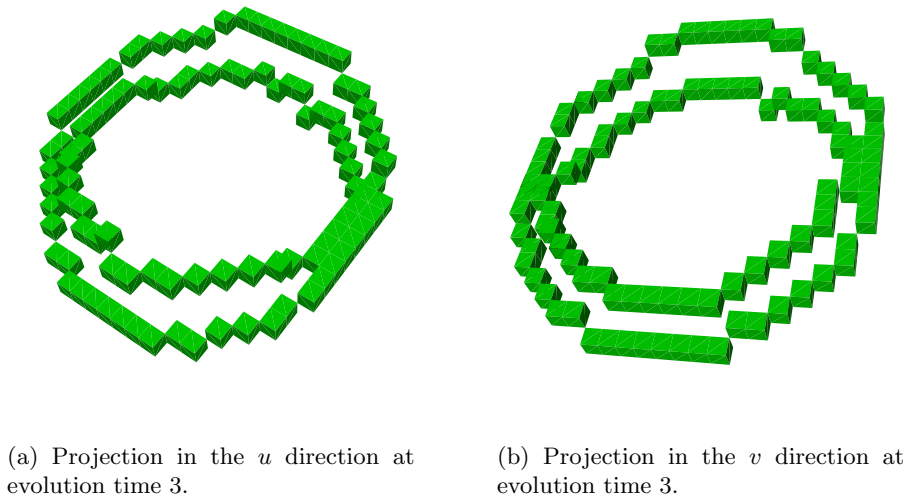 (a) Projection in the u direction at
evolution time 3.
(b) Projection in the v direction at
evolution time 3.